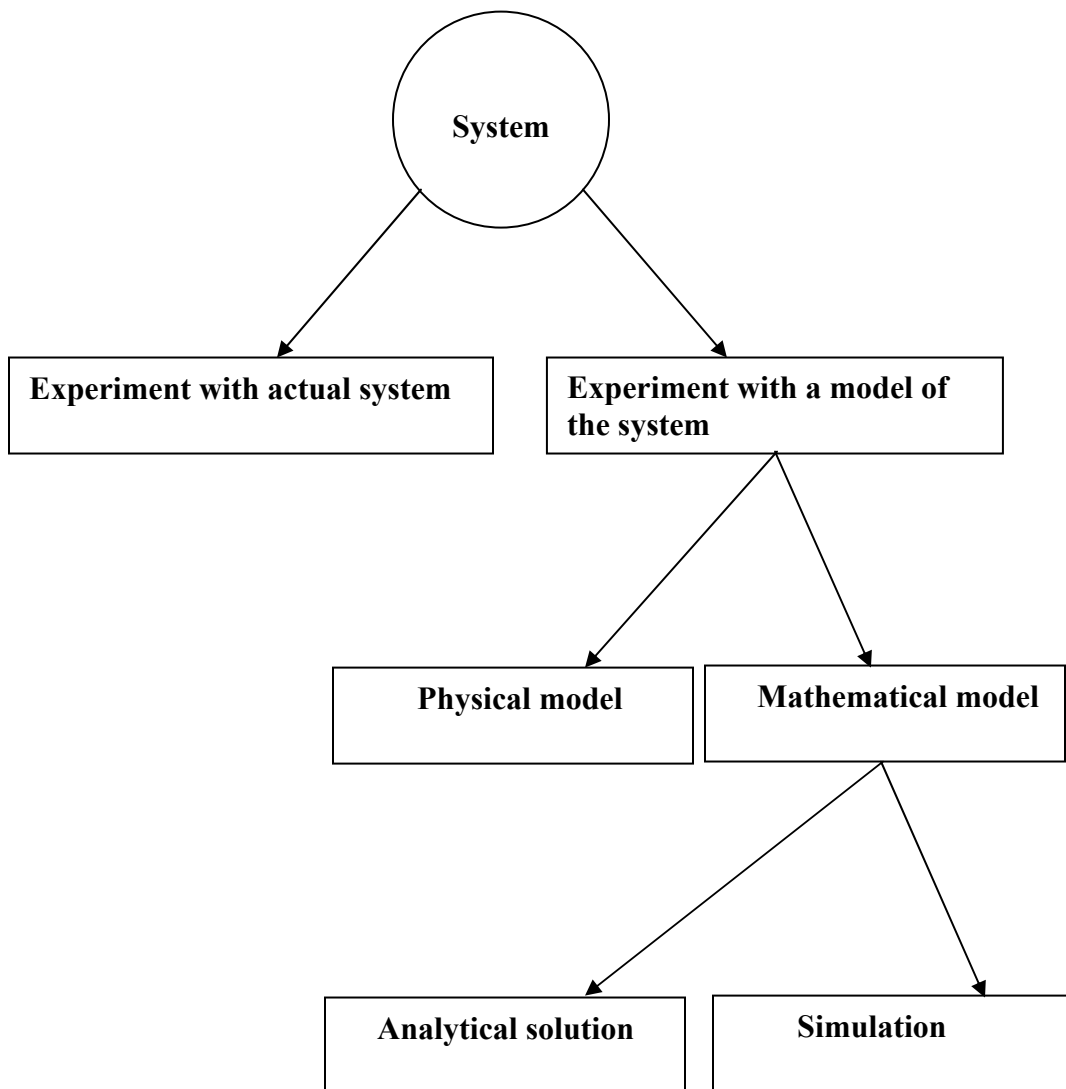 System
Experiment with actual system
Experiment with a model of
the system
Physical model
Mathematical model
Analytical solution
Simulation